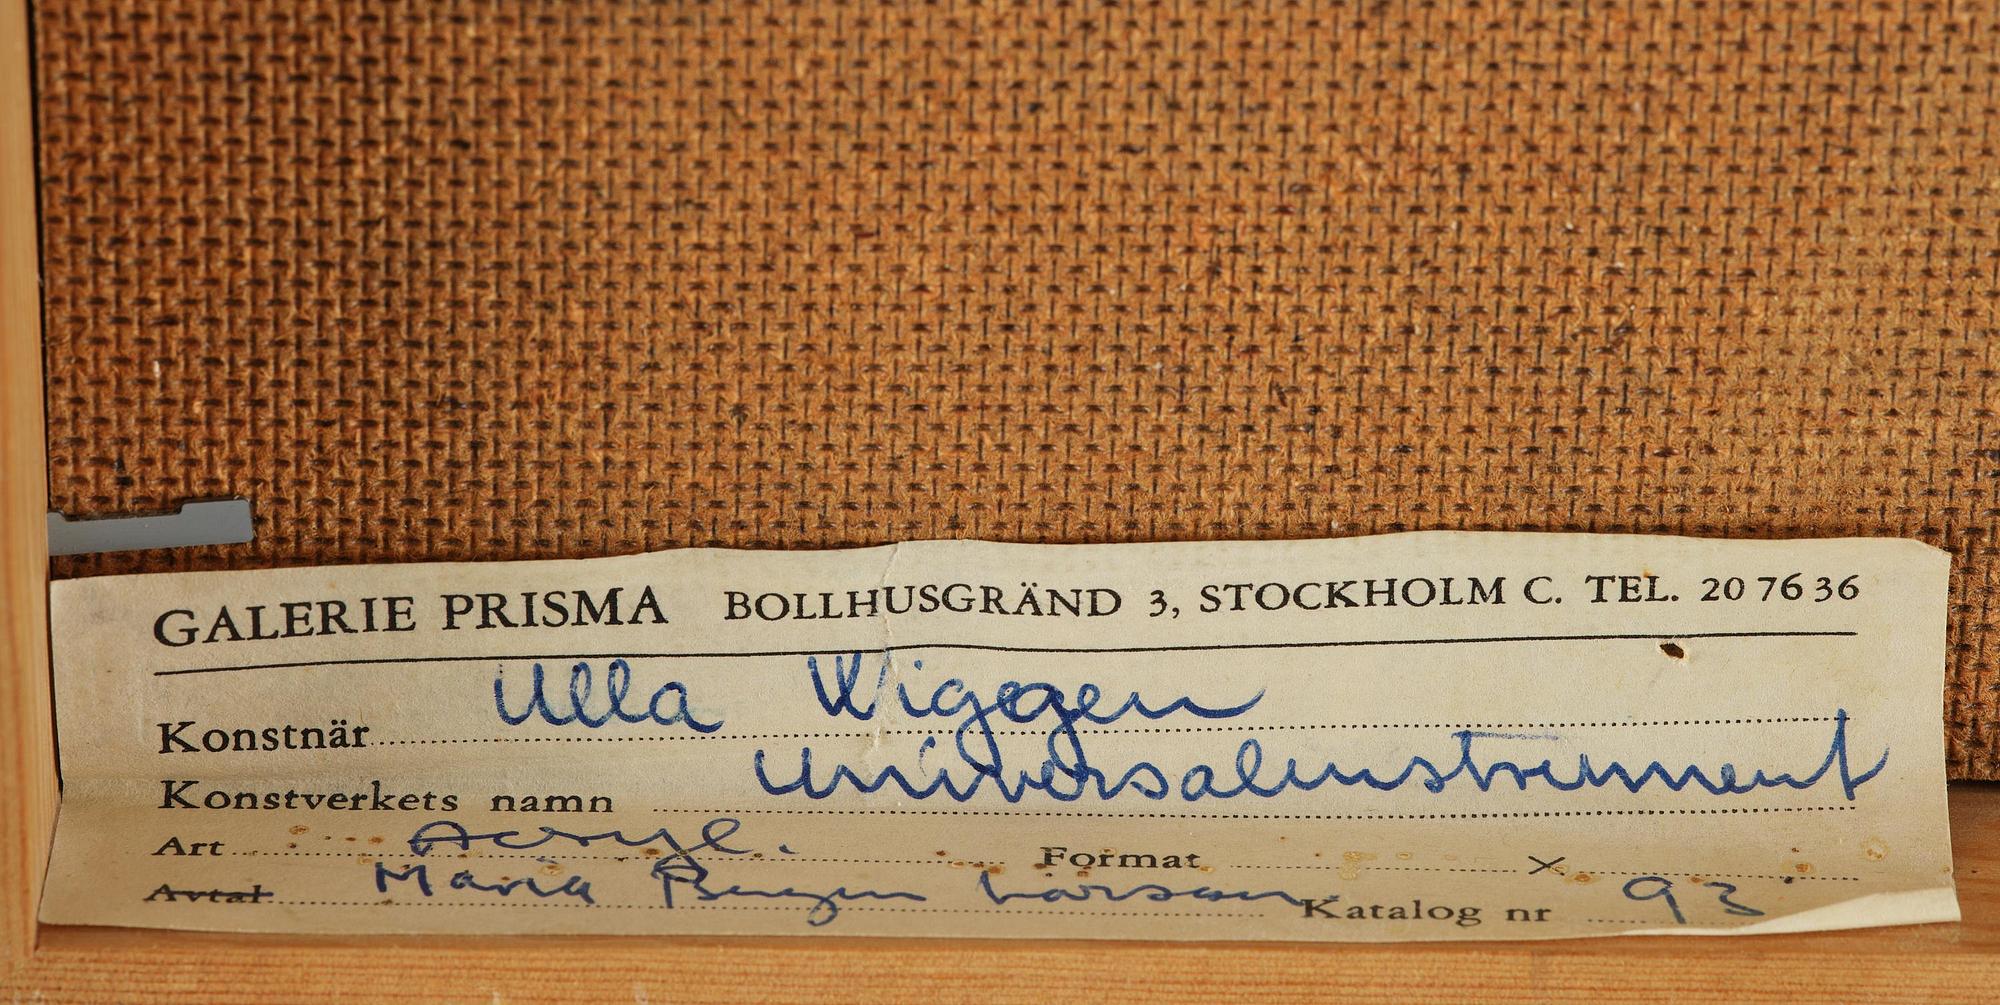 GALERIE PRISMA BOLLHUSGRÄND 3, STOCKHOLM C. TEL. 20 76 36
Konstnär Ulla Wiggen
Konstverkets namn Universalinstrument
Art Acryl. Format x
Avtal Maria Larsson Katalog nr 93